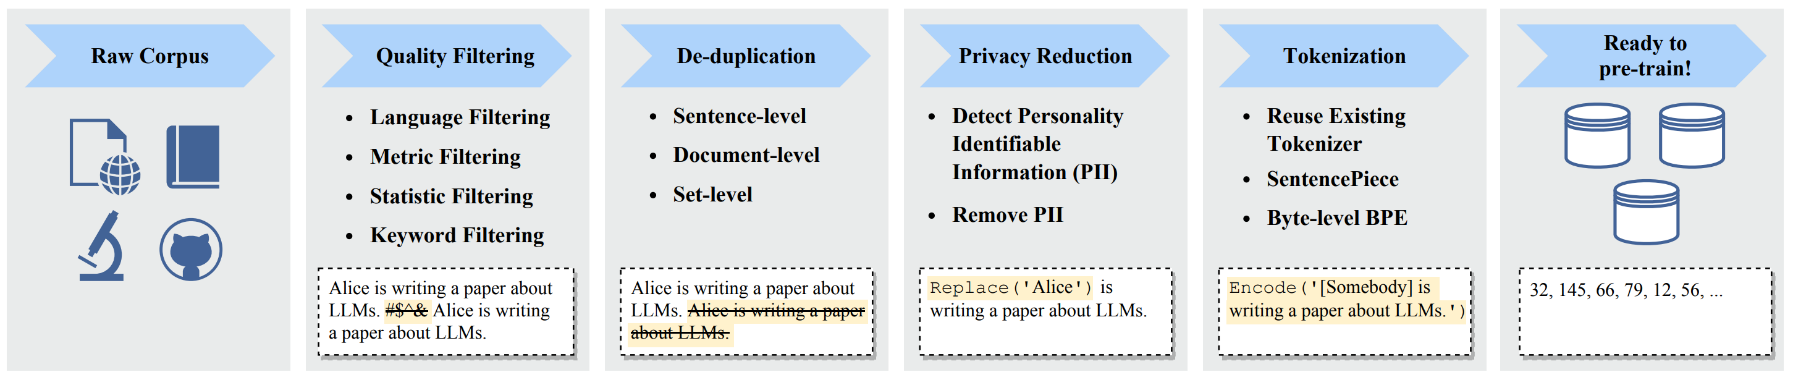 Raw Corpus
Quality Filtering
• Language Filtering
• Metric Filtering
• Statistic Filtering
• Keyword Filtering
Alice is writing a paper about
LLMs. #$^& Alice is writing
a paper about LLMs.
De-duplication
• Sentence-level
• Document-level
• Set-level
Alice is writing a paper about
LLMs. Alice is writing a paper
about LLMs.
Privacy Reduction
• Detect Personality
Identifiable
Information (PII)
• Remove PII
Replace('Alice') is
writing a paper about LLMs.
Tokenization
• Reuse Existing
Tokenizer
• SentencePiece
• Byte-level BPE
Encode('[Somebody] is
writing a paper about LLMs.')
Ready to
pre-train!
32, 145, 66, 79, 12, 56, ...